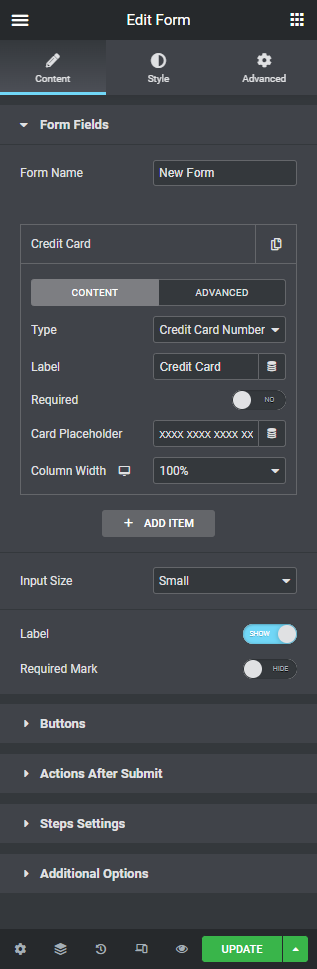 Edit Form
Content Style Advanced
Form Fields
Form Name New Form
Credit Card
CONTENT ADVANCED
Type Credit Card Number
Label Credit Card
Required NO
Card Placeholder xxxx xxxx xxxx xx
Column Width 100%
+ ADD ITEM
Input Size Small
Label SHOW
Required Mark HIDE
Buttons
Actions After Submit
Steps Settings
Additional Options
UPDATE